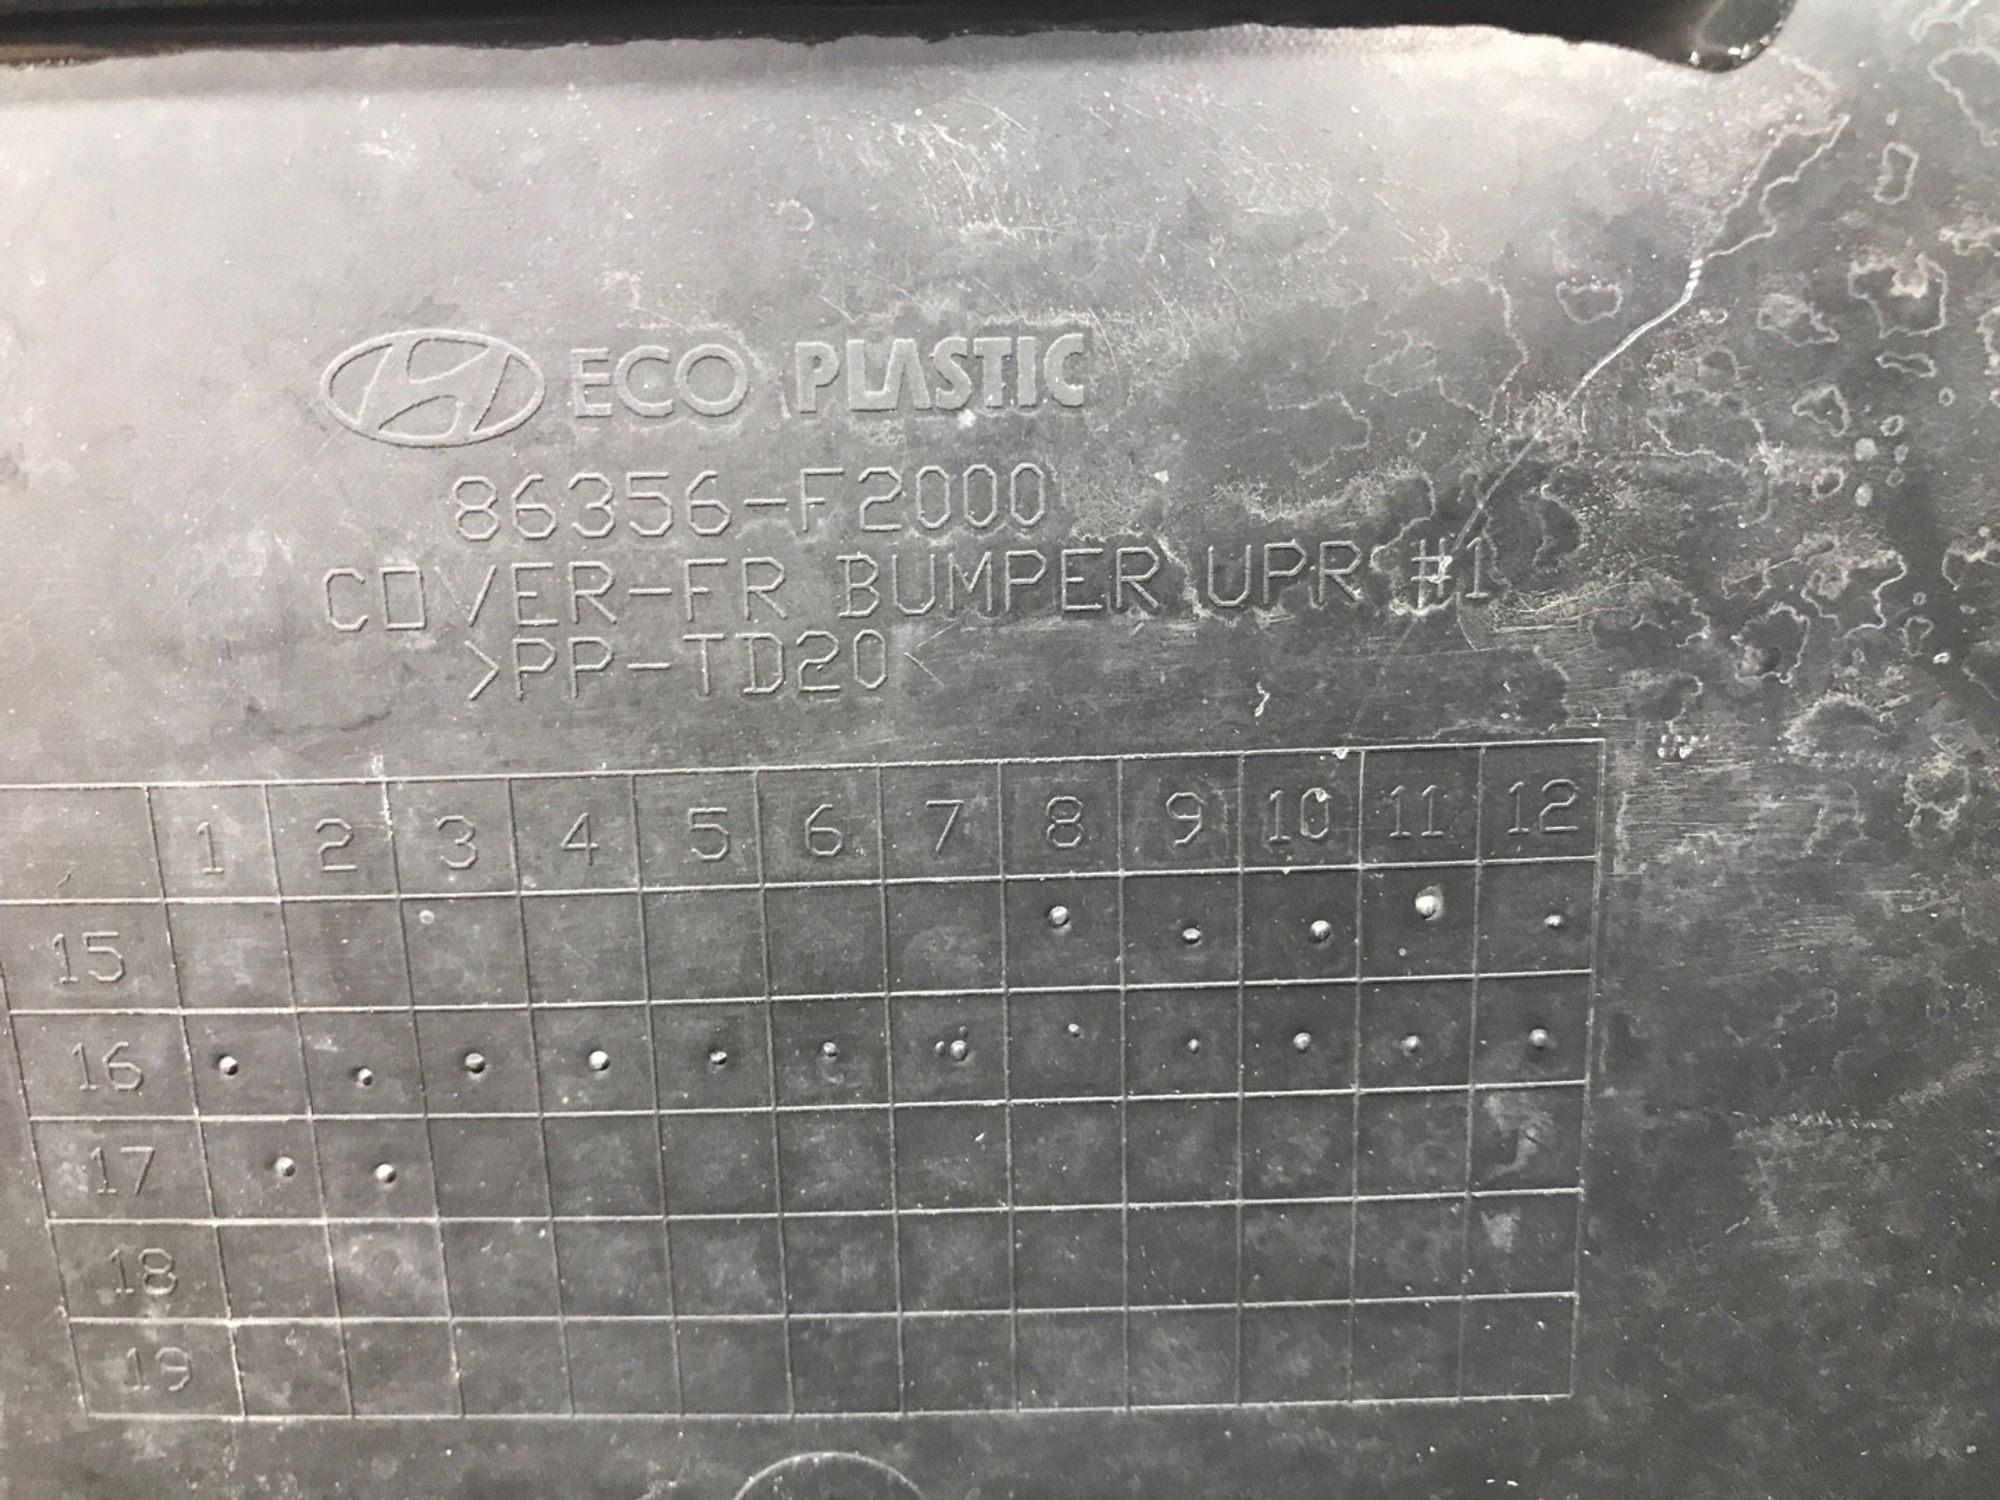 ECO PLASTIC
86356-F2000
COVER-FR BUMPER UPR #1
>PP-TD20<
1 2 3 4 5 6 7 8 9 10 11 12
15
16
17
18
19